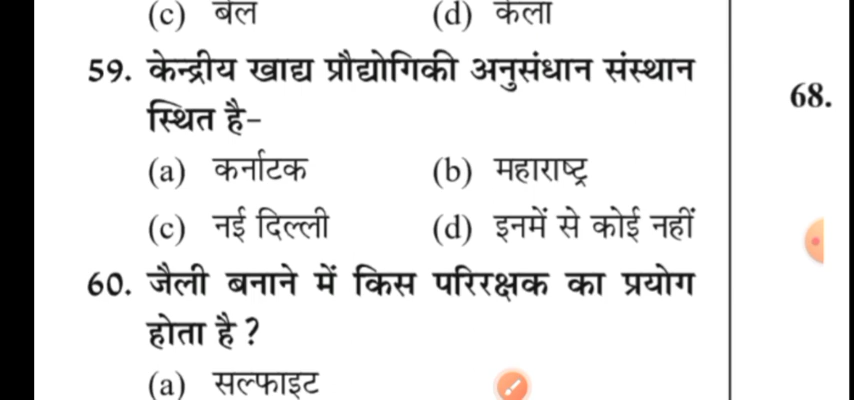 (c) बेल (d) केला
59. केन्द्रीय खाद्य प्रौद्योगिकी अनुसंधान संस्थान
स्थित है-
(a) कर्नाटक (b) महाराष्ट्र
(c) नई दिल्ली (d) इनमें से कोई नहीं
60. जैली बनाने में किस परिरक्षक का प्रयोग
होता है ?
(a) सल्फाइट
68.